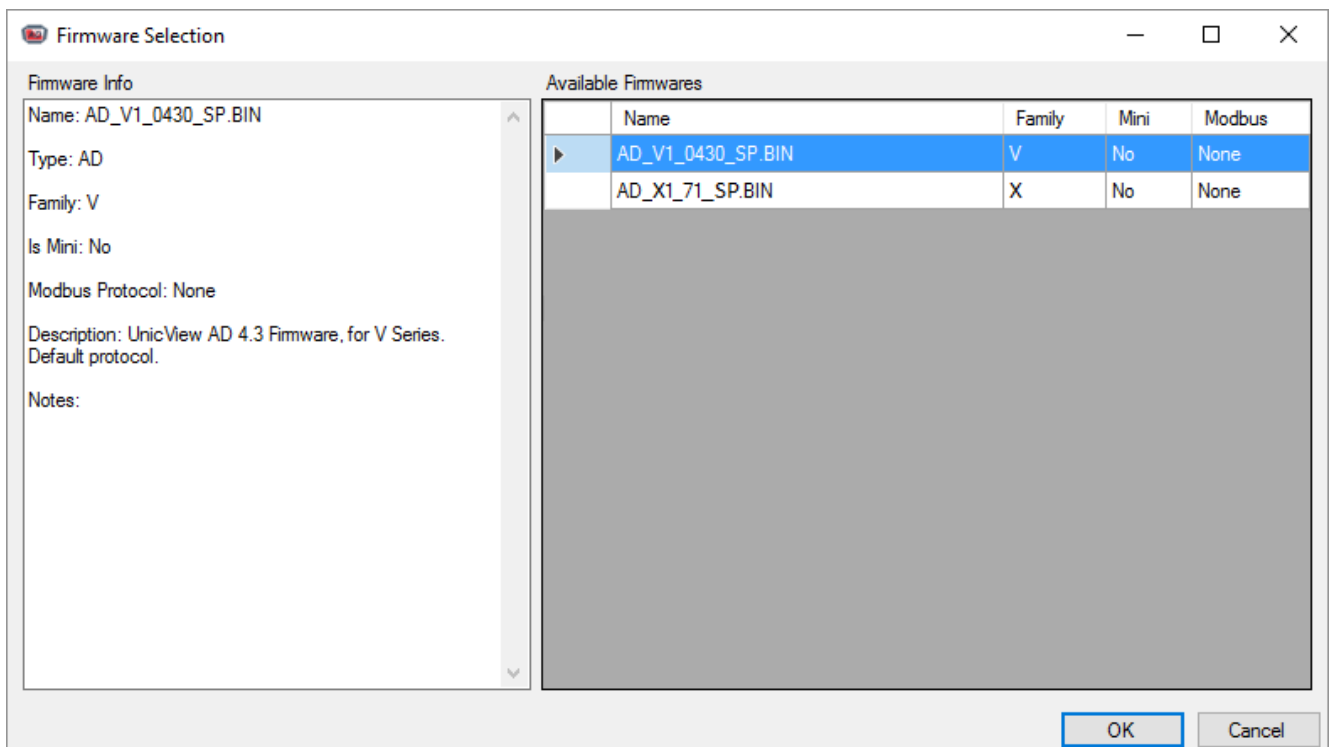 Firmware Selection
Firmware Info
Name: AD_V1_0430_SP.BIN
Type: AD
Family: V
Is Mini: No
Modbus Protocol: None
Description: UnicView AD 4.3 Firmware, for V Series.
Default protocol.
Notes:
Available Firmwares
Name Family Mini Modbus
AD_V1_0430_SP.BIN V No None
AD_X1_71_SP.BIN X No None
OK Cancel